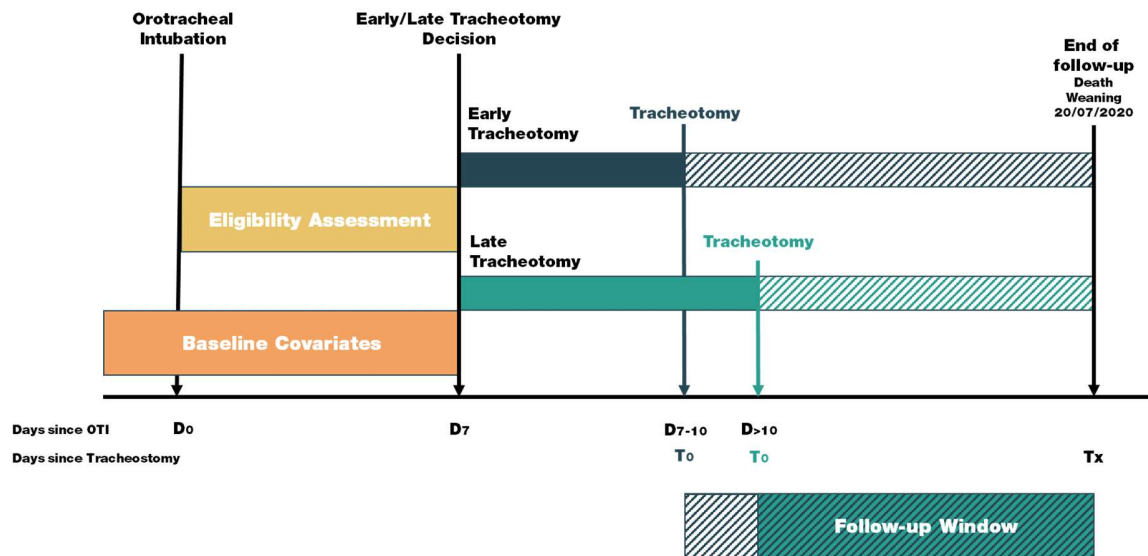 Orotracheal
Intubation
Early/Late Tracheotomy
Decision
End of
follow-up
Death
Weaning
20/07/2020
Early
Tracheotomy
Tracheotomy
Eligibility Assessment
Late
Tracheotomy
Tracheotomy
Baseline Covariates
Days since OTI D0 D7 D7-10 D>10
Days since Tracheostomy T0 T0 Tx
Follow-up Window